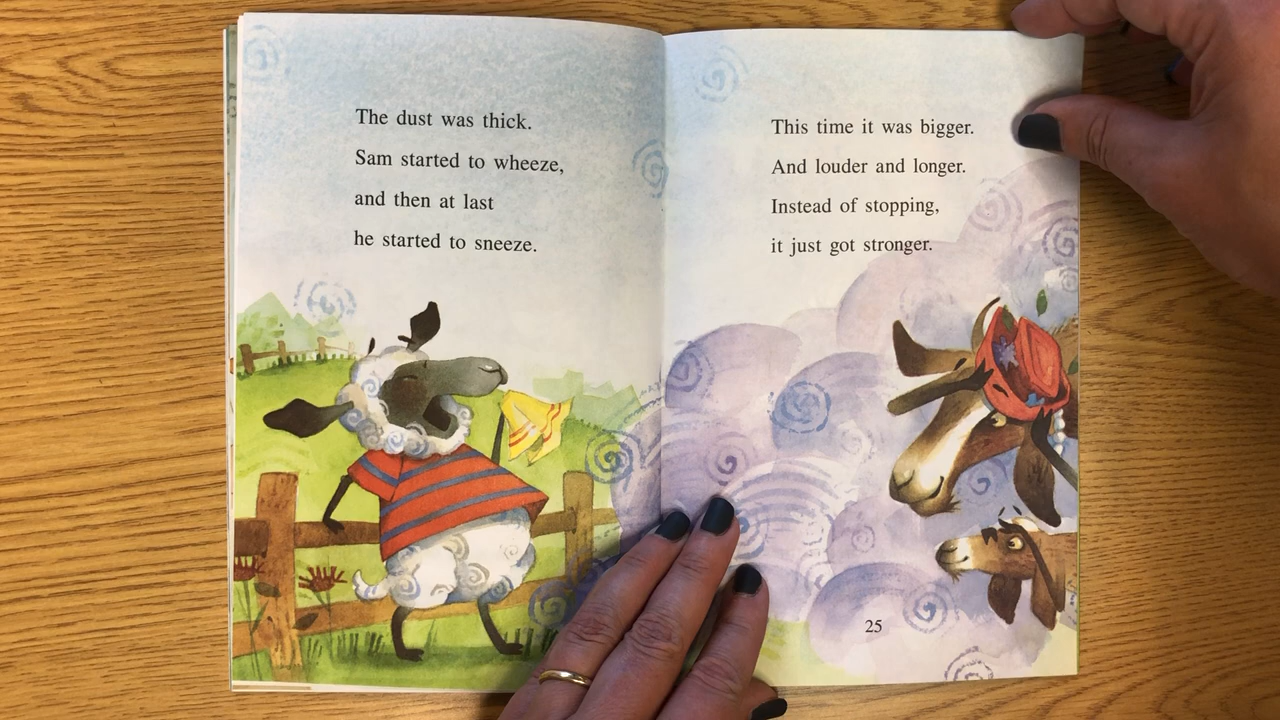 The dust was thick.
Sam started to wheeze,
and then at last
he started to sneeze.
This time it was bigger.
And louder and longer.
Instead of stopping,
it just got stronger.
25